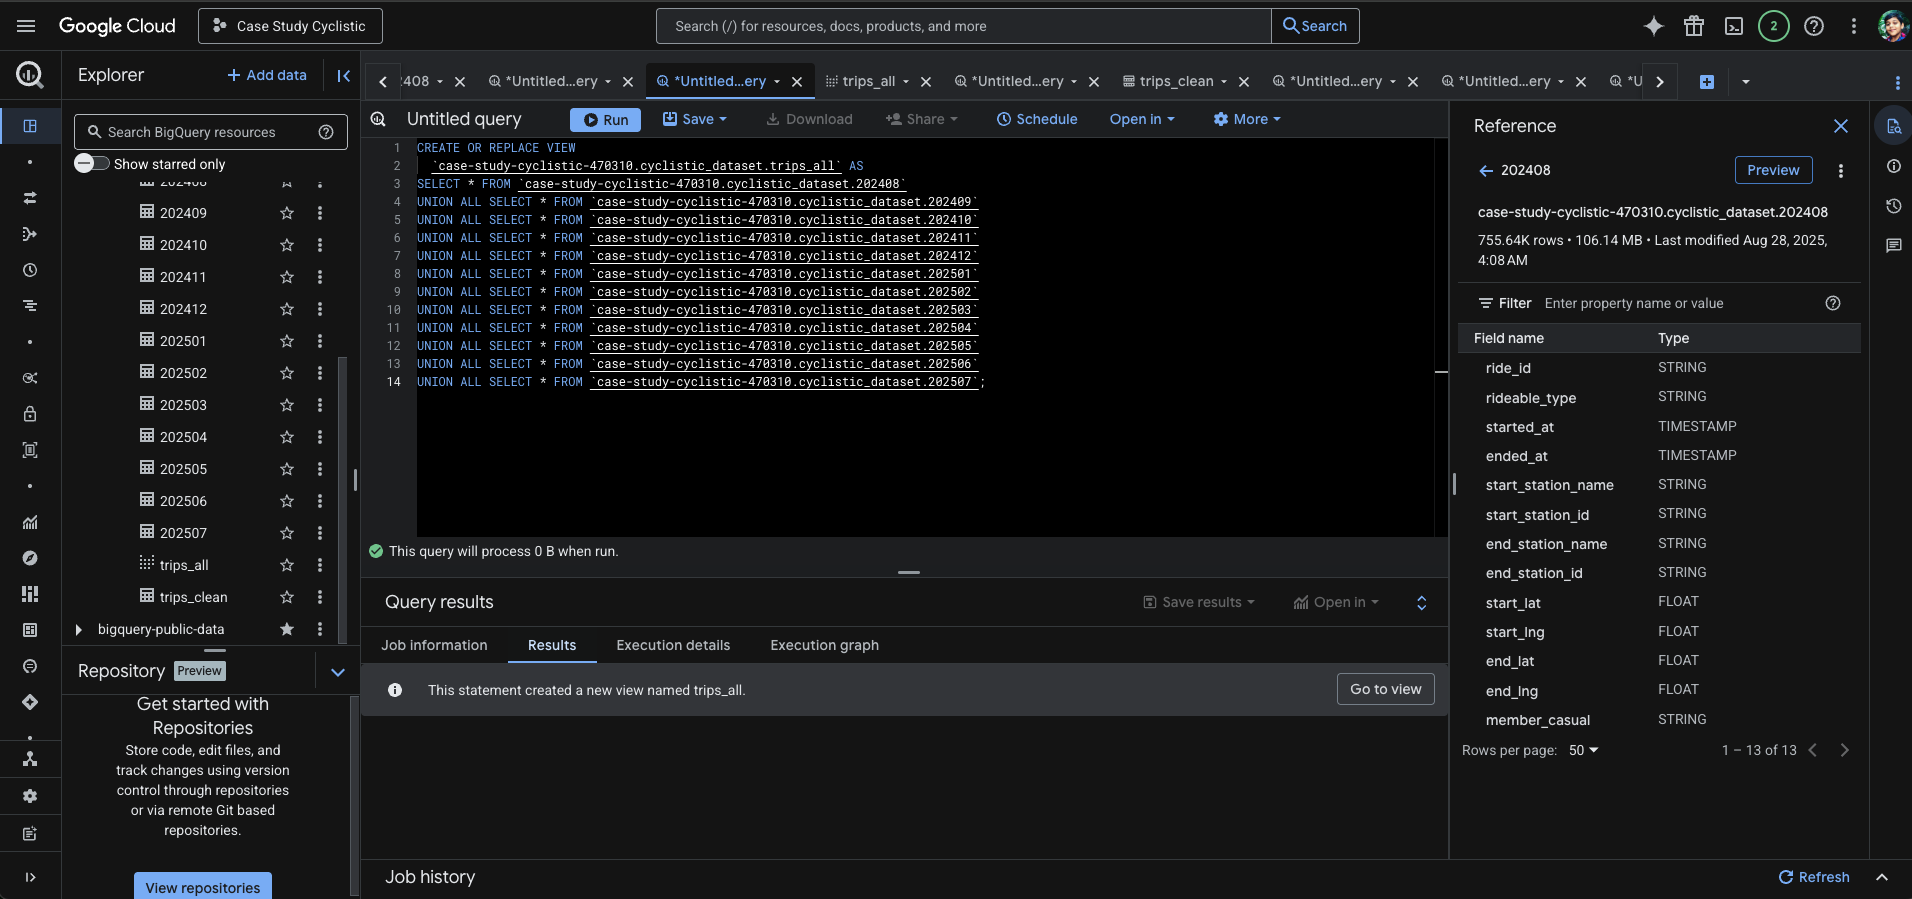 Google Cloud
Case Study Cyclistic
Search (/) for resources, docs, products, and more
Search
2
Explorer
+ Add data
408
*Untitled...ery
*Untitled...ery
trips_all
*Untitled...ery
trips_clean
*Untitled...ery
*Untitled...ery
*U
Search BigQuery resources
Show starred only
202408
202409
202410
202411
202412
202501
202502
202503
202504
202505
202506
202507
trips_all
trips_clean
bigquery-public-data
Repository Preview
Get started with
Repositories
Store code, edit files, and
track changes using version
control through repositories
or via remote Git based
repositories.
View repositories
Untitled query
Run
Save
Download
Share
Schedule
Open in
More
1 CREATE OR REPLACE VIEW
2 `case-study-cyclistic-470310.cyclistic_dataset.trips_all` AS
3 SELECT * FROM `case-study-cyclistic-470310.cyclistic_dataset.202408`
4 UNION ALL SELECT * FROM `case-study-cyclistic-470310.cyclistic_dataset.202409`
5 UNION ALL SELECT * FROM `case-study-cyclistic-470310.cyclistic_dataset.202410`
6 UNION ALL SELECT * FROM `case-study-cyclistic-470310.cyclistic_dataset.202411`
7 UNION ALL SELECT * FROM `case-study-cyclistic-470310.cyclistic_dataset.202412`
8 UNION ALL SELECT * FROM `case-study-cyclistic-470310.cyclistic_dataset.202501`
9 UNION ALL SELECT * FROM `case-study-cyclistic-470310.cyclistic_dataset.202502`
10 UNION ALL SELECT * FROM `case-study-cyclistic-470310.cyclistic_dataset.202503`
11 UNION ALL SELECT * FROM `case-study-cyclistic-470310.cyclistic_dataset.202504`
12 UNION ALL SELECT * FROM `case-study-cyclistic-470310.cyclistic_dataset.202505`
13 UNION ALL SELECT * FROM `case-study-cyclistic-470310.cyclistic_dataset.202506`
14 UNION ALL SELECT * FROM `case-study-cyclistic-470310.cyclistic_dataset.202507`;
This query will process 0 B when run.
Query results
Save results
Open in
Job information
Results
Execution details
Execution graph
This statement created a new view named trips_all.
Go to view
Job history
Refresh
Reference
202408
Preview
case-study-cyclistic-470310.cyclistic_dataset.202408
755.64K rows • 106.14 MB • Last modified Aug 28, 2025,
4:08 AM
Filter Enter property name or value
Field name Type
ride_id STRING
rideable_type STRING
started_at TIMESTAMP
ended_at TIMESTAMP
start_station_name STRING
start_station_id STRING
end_station_name STRING
end_station_id STRING
start_lat FLOAT
start_lng FLOAT
end_lat FLOAT
end_lng FLOAT
member_casual STRING
Rows per page: 50
1 – 13 of 13